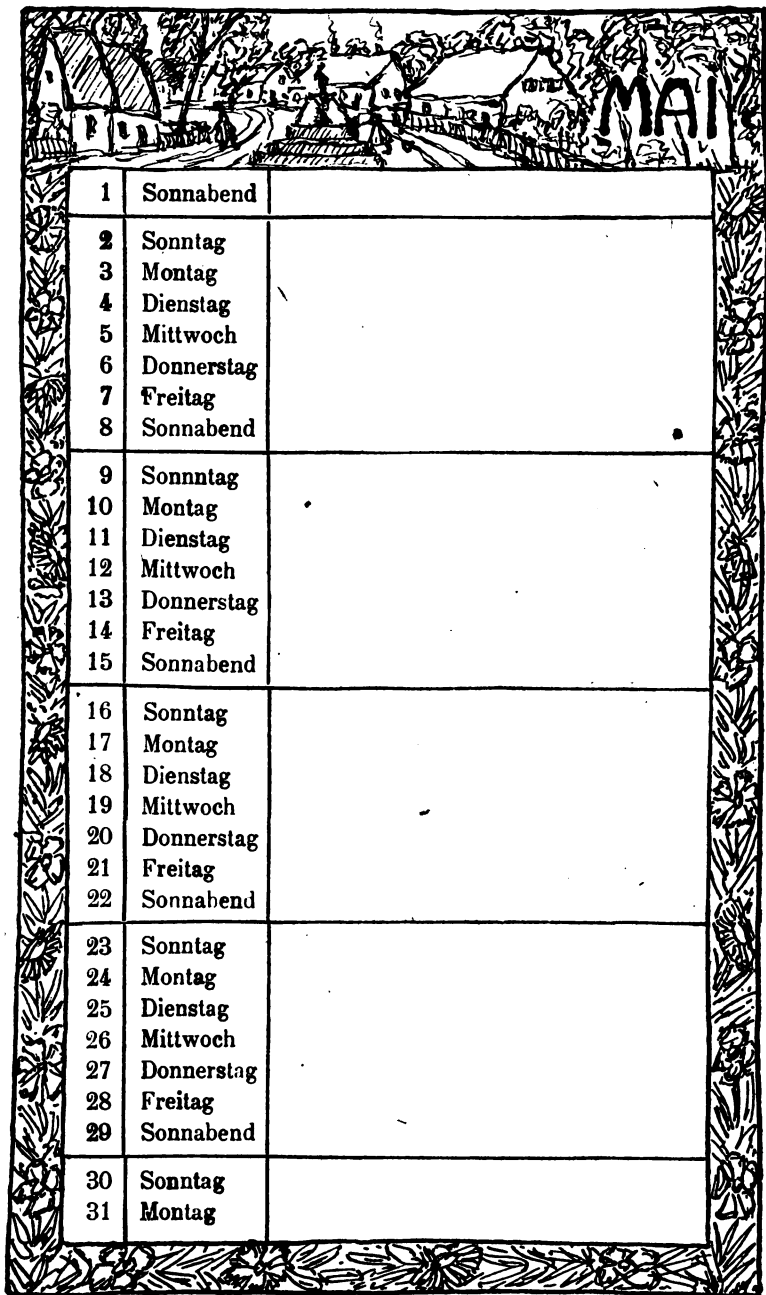 MAI
1 Sonnabend
2 Sonntag
3 Montag
4 Dienstag
5 Mittwoch
6 Donnerstag
7 Freitag
8 Sonnabend
9 Sonnntag
10 Montag
11 Dienstag
12 Mittwoch
13 Donnerstag
14 Freitag
15 Sonnabend
16 Sonntag
17 Montag
18 Dienstag
19 Mittwoch
20 Donnerstag
21 Freitag
22 Sonnabend
23 Sonntag
24 Montag
25 Dienstag
26 Mittwoch
27 Donnerstag
28 Freitag
29 Sonnabend
30 Sonntag
31 Montag